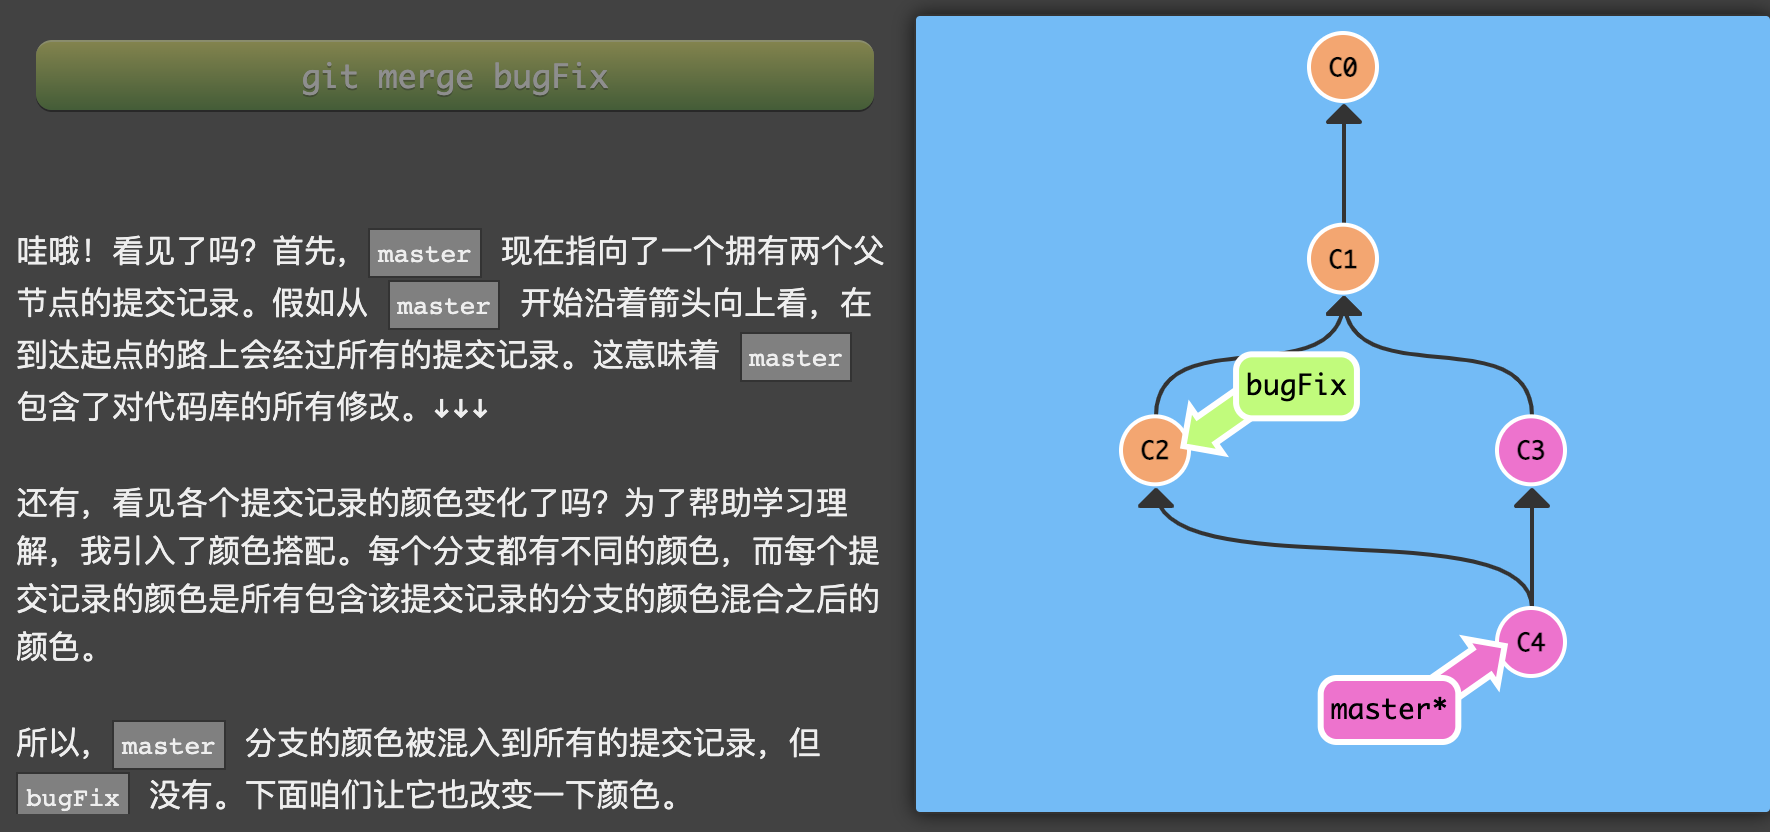 git merge bugFix
哇哦！看见了吗？首先，master 现在指向了一个拥有两个父
节点的提交记录。假如从 master 开始沿着箭头向上看，在
到达起点的路上会经过所有的提交记录。这意味着 master
包含了对代码库的所有修改。↓↓↓
还有，看见各个提交记录的颜色变化了吗？为了帮助学习理
解，我引入了颜色搭配。每个分支都有不同的颜色，而每个提
交记录的颜色是所有包含该提交记录的分支的颜色混合之后的
颜色。
所以，master 分支的颜色被混入到所有的提交记录，但
bugFix 没有。下面咱们让它也改变一下颜色。
C0
C1
bugFix
C2
C3
C4
master*